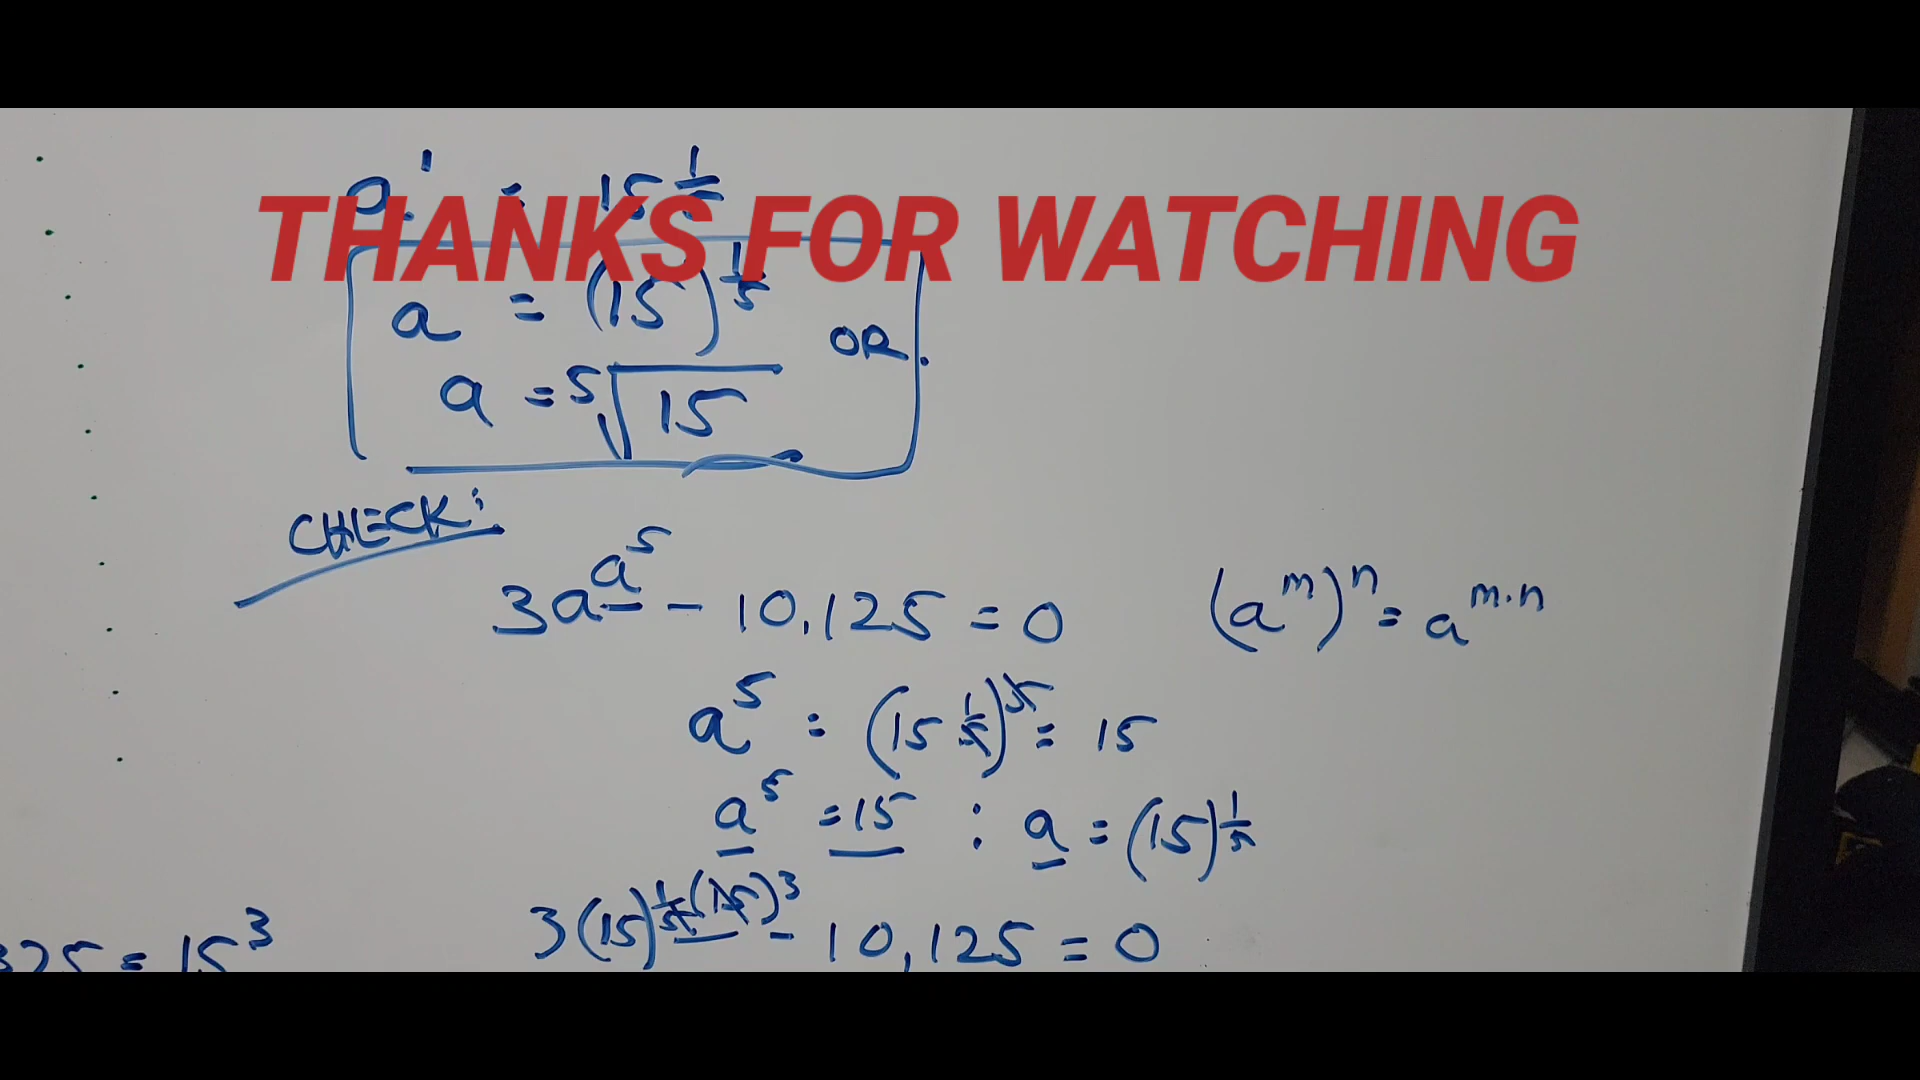 THANKS FOR WATCHING
a = (15)^1/5 OR.
a = ⁵√15
CHECK:
3a^a^5 - 10,125 = 0
(a^m)^n = a^m·n
a^5 = (15^1/5)^5 = 15
a^5 = 15 : a = (15)^1/5
3(15)^1/5(15)^3 - 10,125 = 0
= 15^3